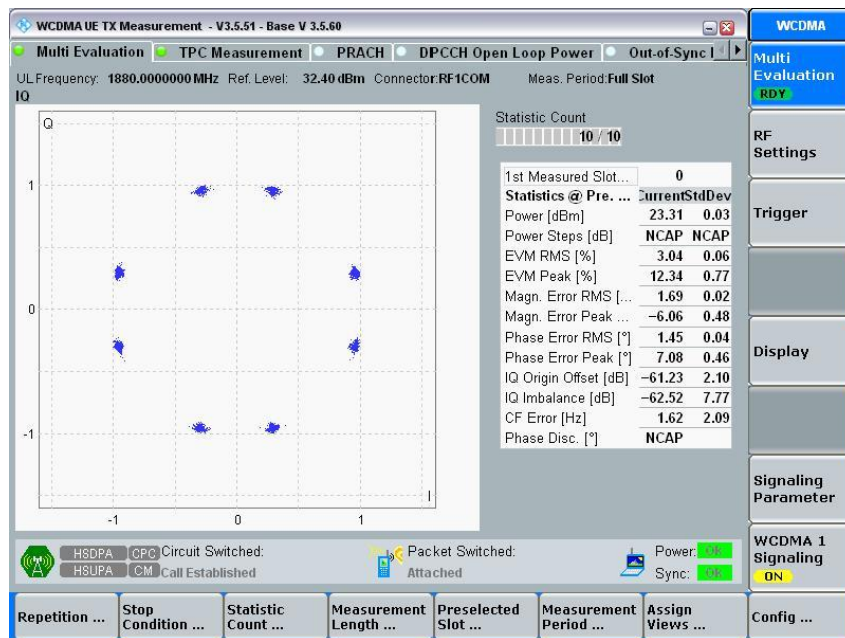 WCDMA UE TX Measurement - V3.5.51 - Base V 3.5.60
WCDMA
Multi Evaluation TPC Measurement PRACH DPCCH Open Loop Power Out-of-Sync
UL Frequency: 1880.0000000 MHz Ref. Level: 32.40 dBm Connector:RF1COM Meas. Period:Full Slot
IQ
Multi Evaluation
RDY
Q
Statistic Count
10 / 10
RF Settings
1st Measured Slot... 0
Statistics @ Pre. ... Current StdDev
Power [dBm] 23.31 0.03
Power Steps [dB] NCAP NCAP
EVM RMS [%] 3.04 0.06
EVM Peak [%] 12.34 0.77
Magn. Error RMS [... 1.69 0.02
Magn. Error Peak ... −6.06 0.48
Phase Error RMS [°] 1.45 0.04
Phase Error Peak [°] 7.08 0.46
IQ Origin Offset [dB] −61.23 2.10
IQ Imbalance [dB] −62.52 7.77
CF Error [Hz] 1.62 2.09
Phase Disc. [°] NCAP
Trigger
Display
Signaling Parameter
1
0
-1
I
-1 0 1
HSDPA CPC Circuit Switched:
HSUPA CM Call Established
Packet Switched:
Attached
Power: OK
Sync: OK
WCDMA 1 Signaling
ON
Repetition ...
Stop Condition ...
Statistic Count ...
Measurement Length ...
Preselected Slot ...
Measurement Period ...
Assign Views ...
Config ...